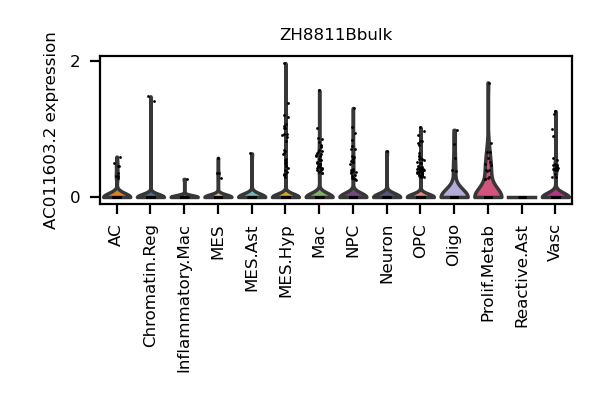 ZH8811Bbulk
AC011603.2 expression
2
0
AC
Chromatin.Reg
Inflammatory.Mac
MES
MES.Ast
MES.Hyp
Mac
NPC
Neuron
OPC
Oligo
Prolif.Metab
Reactive.Ast
Vasc